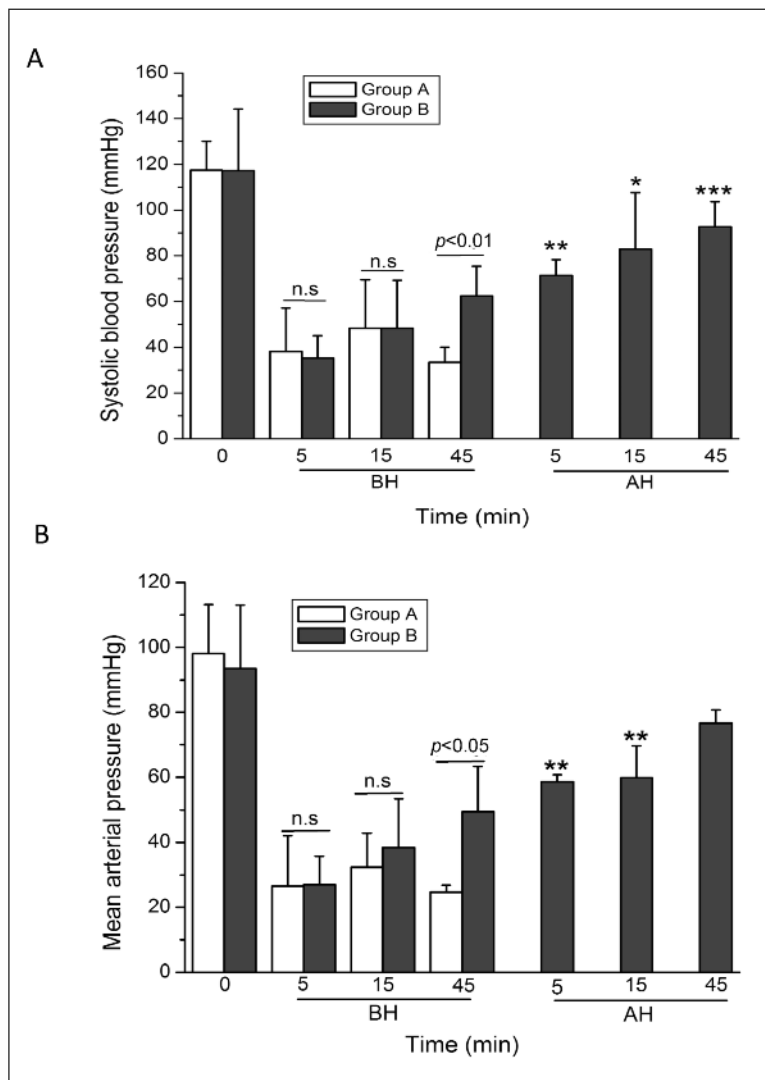 A
Systolic blood pressure (mmHg)
160
140
120
100
80
60
40
20
0
Group A
Group B
n.s
n.s
p<0.01
**
*
***
0 5 15 45 5 15 45
BH AH
Time (min)
B
Mean arterial pressure (mmHg)
120
100
80
60
40
20
0
Group A
Group B
n.s
n.s
p<0.05
**
**
0 5 15 45 5 15 45
BH AH
Time (min)